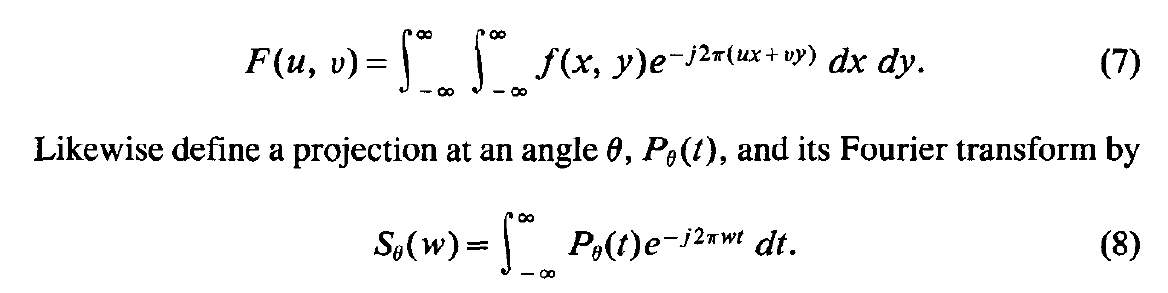 F(u, v) = ∫_{-∞}^{∞} ∫_{-∞}^{∞} f(x, y)e^{-j2π(ux+vy)} dx dy. (7)
Likewise define a projection at an angle θ, P_θ(t), and its Fourier transform by
S_θ(w) = ∫_{-∞}^{∞} P_θ(t)e^{-j2πwt} dt. (8)